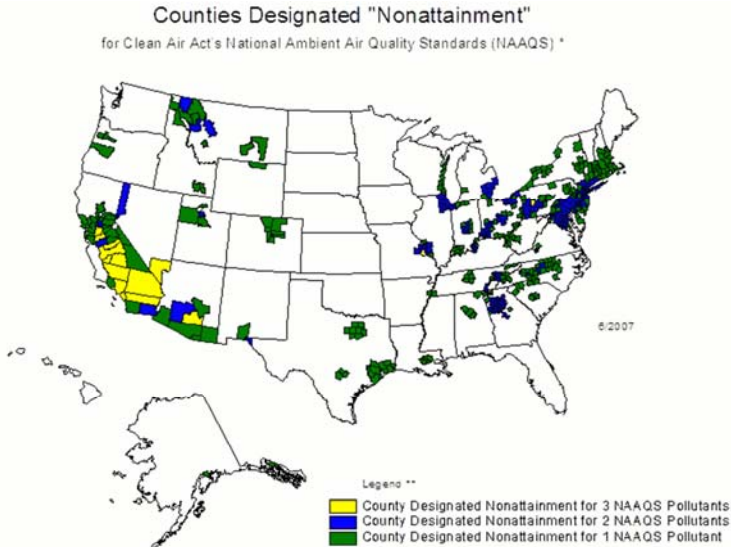 Counties Designated "Nonattainment"
for Clean Air Act's National Ambient Air Quality Standards (NAAQS) *
6/2007
Legend **
County Designated Nonattainment for 3 NAAQS Pollutants
County Designated Nonattainment for 2 NAAQS Pollutants
County Designated Nonattainment for 1 NAAQS Pollutant